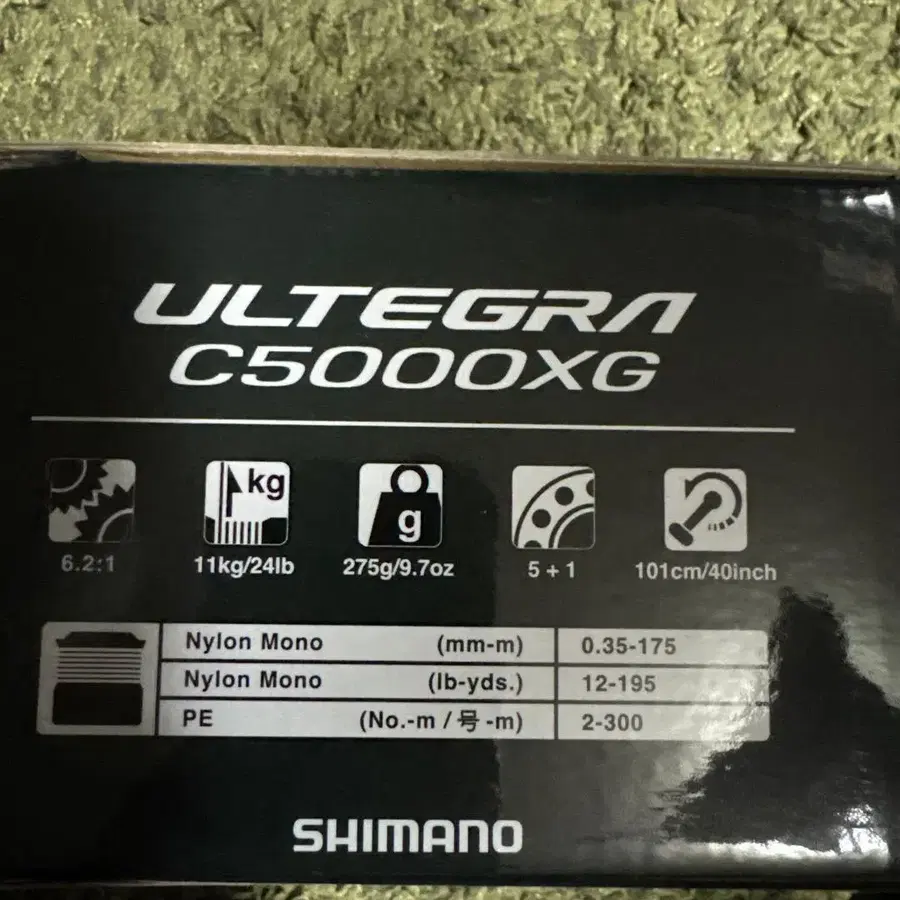 ULTEGRA
C5000XG
kg
g
6.2:1 11kg/24lb 275g/9.7oz 5 + 1 101cm/40inch
Nylon Mono (mm-m) 0.35-175
Nylon Mono (lb-yds.) 12-195
PE (No.-m / 号 -m) 2-300
SHIMANO